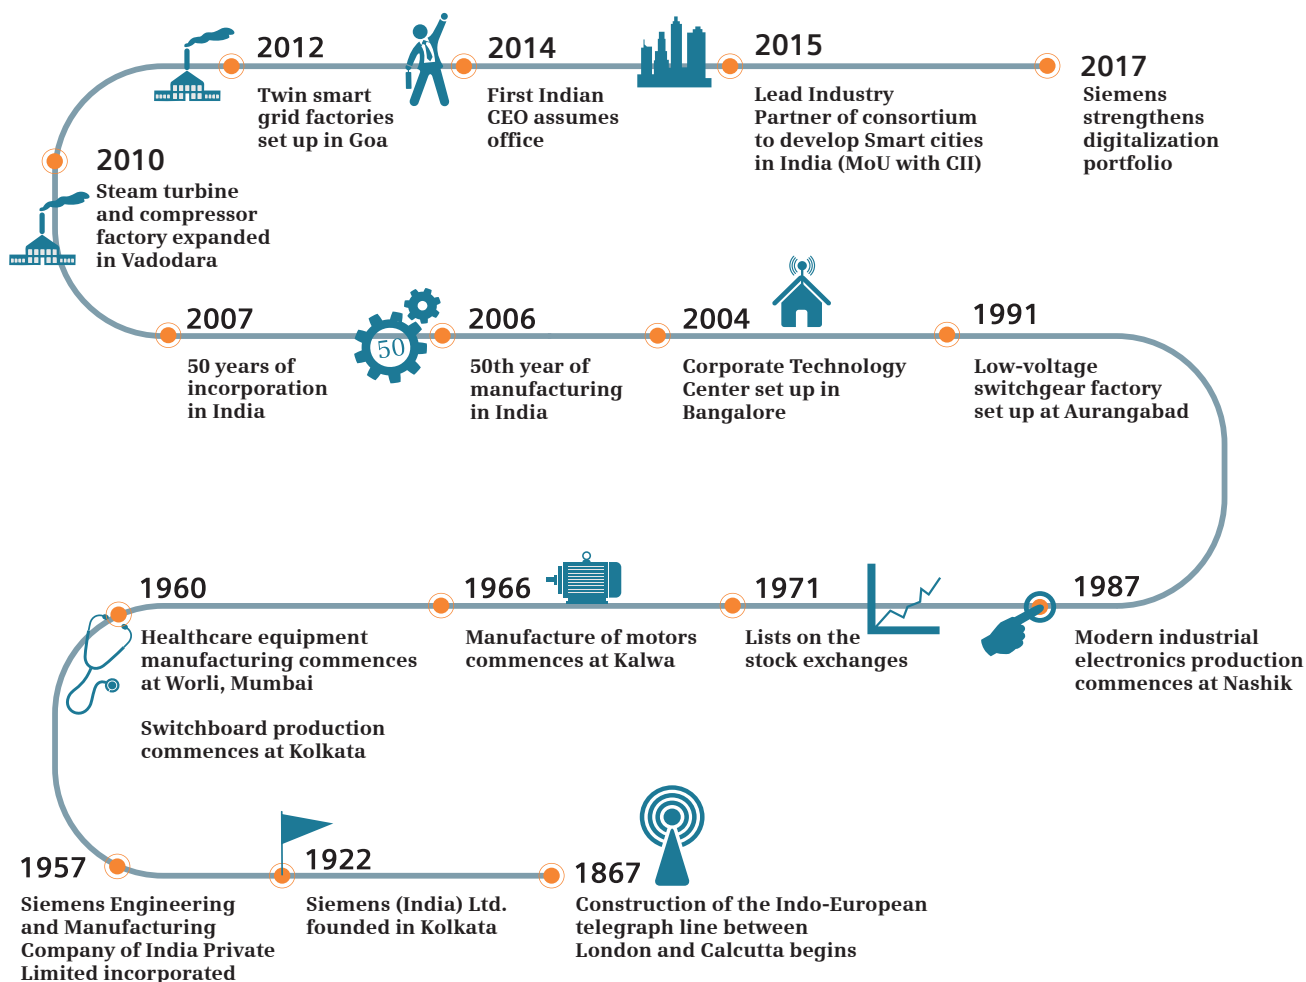 2012
Twin smart
grid factories
set up in Goa
2014
First Indian
CEO assumes
office
2015
Lead Industry
Partner of consortium
to develop Smart cities
in India (MoU with CII)
2017
Siemens
strengthens
digitalization
portfolio
2010
Steam turbine
and compressor
factory expanded
in Vadodara
2007
50 years of
incorporation
in India
50
2006
50th year of
manufacturing
in India
2004
Corporate Technology
Center set up in
Bangalore
1991
Low-voltage
switchgear factory
set up at Aurangabad
1960
Healthcare equipment
manufacturing commences
at Worli, Mumbai
Switchboard production
commences at Kolkata
1966
Manufacture of motors
commences at Kalwa
1971
Lists on the
stock exchanges
1987
Modern industrial
electronics production
commences at Nashik
1957
Siemens Engineering
and Manufacturing
Company of India Private
Limited incorporated
1922
Siemens (India) Ltd.
founded in Kolkata
1867
Construction of the Indo-European
telegraph line between
London and Calcutta begins